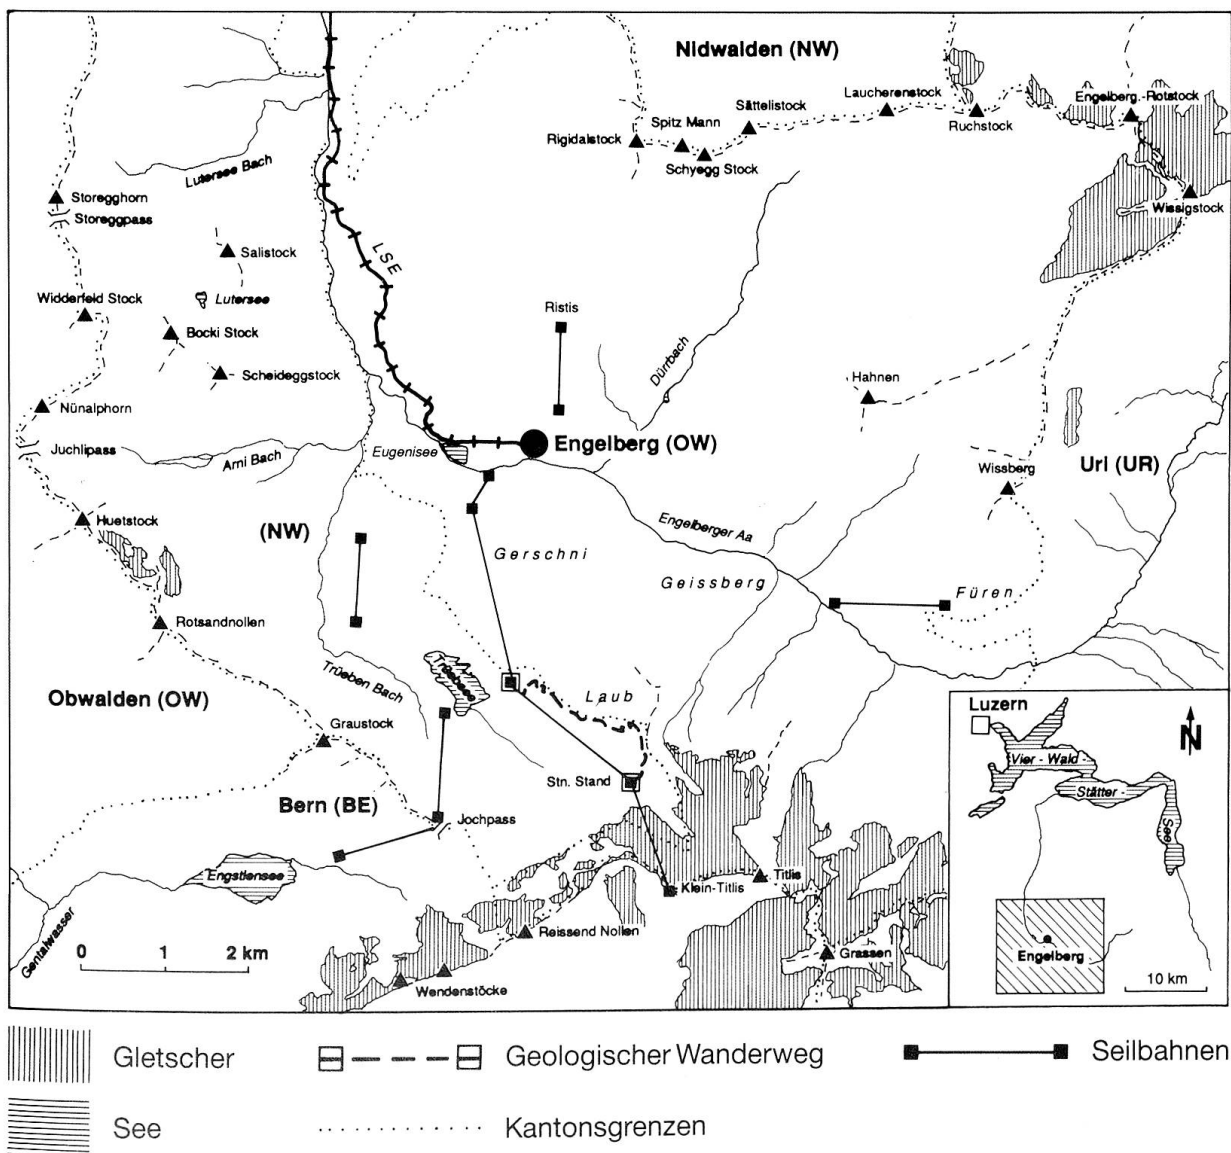 Nidwalden (NW)
Laucherenstock
Engelberg.-Rotstock
Sättelistock
Spitz Mann
Ruchstock
Rigidalstock
Schyegg Stock
Lutersee Bach
Storegghorn
Storeggpass
Wissigstock
LSE
Salistock
Widderfeld Stock
Lutersee
Ristis
Bocki Stock
Dürrbach
Scheideggstock
Hahnen
Nünalphorn
Engelberg (OW)
Juchlipass
Eugenisee
Arni Bach
Wissberg
Uri (UR)
Huetstock
(NW)
Engelberger Aa
Gerschni
Geissberg
Füren
Rotsandnollen
Trüeben Bach
Trüebsee
Obwalden (OW)
Laub
Luzern
Graustock
N
Vier - Wald
Stn. Stand
Stätter -
Bern (BE)
Jochpass
See
Engstlensee
Klein-Titlis
Titlis
Gentalwasser
Reissend Nollen
0 1 2 km
Grassen
Engelberg
10 km
Wendenstöcke
Gletscher
Geologischer Wanderweg
Seilbahnen
See
Kantonsgrenzen